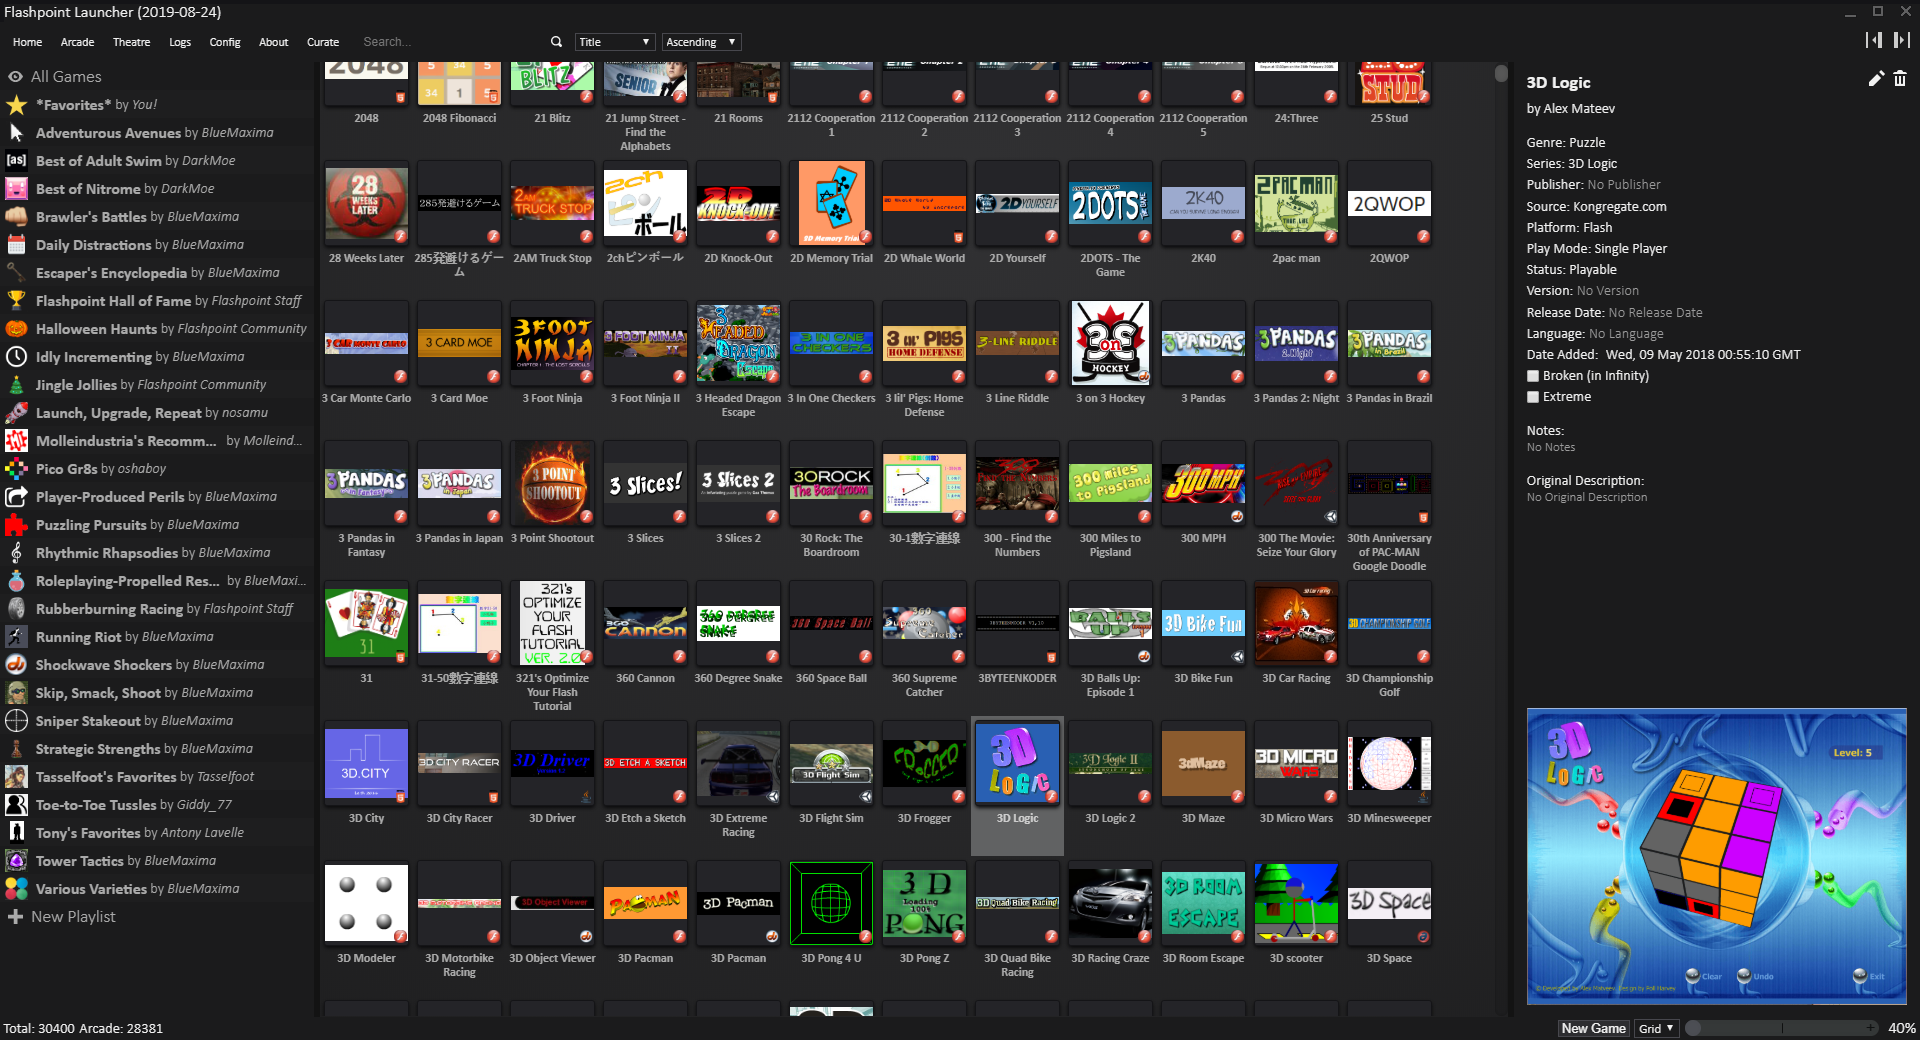 Flashpoint Launcher (2019-08-24)
Home Arcade Theatre Logs Config About Curate Search... Title Ascending
All Games
*Favorites* by You!
Adventurous Avenues by BlueMaxima
Best of Adult Swim by DarkMoe
Best of Nitrome by DarkMoe
Brawler's Battles by BlueMaxima
Daily Distractions by BlueMaxima
Escaper's Encyclopedia by BlueMaxima
Flashpoint Hall of Fame by Flashpoint Staff
Halloween Haunts by Flashpoint Community
Idly Incrementing by BlueMaxima
Jingle Jollies by Flashpoint Community
Launch, Upgrade, Repeat by nosamu
Molleindustria's Recomm... by Molleind...
Pico Gr8s by oshaboy
Player-Produced Perils by BlueMaxima
Puzzling Pursuits by BlueMaxima
Rhythmic Rhapsodies by BlueMaxima
Roleplaying-Propelled Res... by BlueMaxi...
Rubberburning Racing by Flashpoint Staff
Running Riot by BlueMaxima
Shockwave Shockers by BlueMaxima
Skip, Smack, Shoot by BlueMaxima
Sniper Stakeout by BlueMaxima
Strategic Strengths by BlueMaxima
Tasselfoot's Favorites by Tasselfoot
Toe-to-Toe Tussles by Giddy_77
Tony's Favorites by Antony Lavelle
Tower Tactics by BlueMaxima
Various Varieties by BlueMaxima
New Playlist
2048
2048 Fibonacci
21 Blitz
21 Jump Street - Find the Alphabets
21 Rooms
2112 Cooperation 1
2112 Cooperation 2
2112 Cooperation 3
2112 Cooperation 4
2112 Cooperation 5
24:Three
25 Stud
28 Weeks Later
285発避けるゲーム
2AM Truck Stop
2chピンボール
2D Knock-Out
2D Memory Trial
2D Whale World
2D Yourself
2DOTS - The Game
2K40
2pac man
2QWOP
3 Car Monte Carlo
3 Card Moe
3 Foot Ninja
3 Foot Ninja II
3 Headed Dragon Escape
3 In One Checkers
3 lil' Pigs: Home Defense
3 Line Riddle
3 on 3 Hockey
3 Pandas
3 Pandas 2: Night
3 Pandas in Brazil
3 Pandas in Fantasy
3 Pandas in Japan
3 Point Shootout
3 Slices
3 Slices 2
30 Rock: The Boardroom
30-1數字連線
300 - Find the Numbers
300 Miles to Pigsland
300 MPH
300 The Movie: Seize Your Glory
30th Anniversary of PAC-MAN Google Doodle
31
31-50數字連線
321's Optimize Your Flash Tutorial
360 Cannon
360 Degree Snake
360 Space Ball
360 Supreme Catcher
3BYTEENKODER
3D Balls Up: Episode 1
3D Bike Fun
3D Car Racing
3D Championship Golf
3D City
3D City Racer
3D Driver
3D Etch a Sketch
3D Extreme Racing
3D Flight Sim
3D Frogger
3D Logic
3D Logic 2
3D Maze
3D Micro Wars
3D Minesweeper
3D Modeler
3D Motorbike Racing
3D Object Viewer
3D Pacman
3D Pacman
3D Pong 4 U
3D Pong Z
3D Quad Bike Racing
3D Racing Craze
3D Room Escape
3D scooter
3D Space
3D Logic
by Alex Mateev
Genre: Puzzle
Series: 3D Logic
Publisher: No Publisher
Source: Kongregate.com
Platform: Flash
Play Mode: Single Player
Status: Playable
Version: No Version
Release Date: No Release Date
Language: No Language
Date Added: Wed, 09 May 2018 00:55:10 GMT
Broken (in Infinity)
Extreme
Notes:
No Notes
Original Description:
No Original Description
3D LOGIC
Level: 5
Clear Undo Exit
Total: 30400 Arcade: 28381
New Game Grid 40%